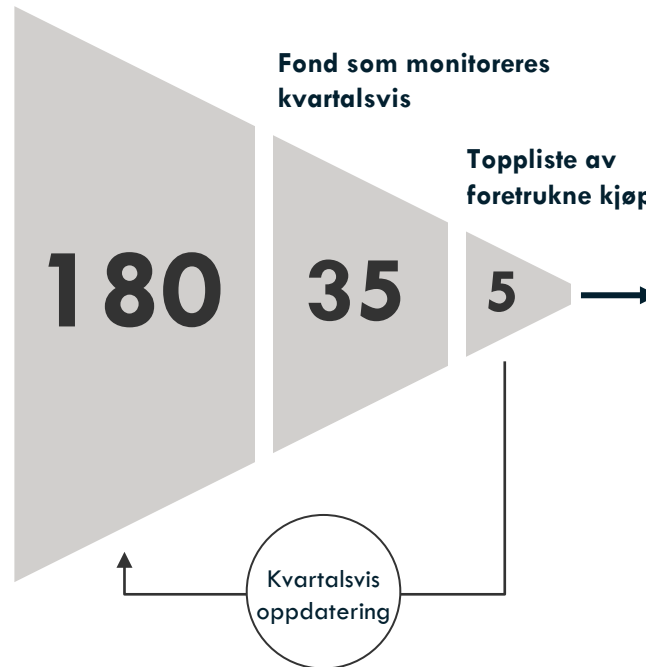 Fond som monitoreres
kvartalsvis
Toppliste av
foretrukne kjøp
180
35
5
Kvartalsvis
oppdatering